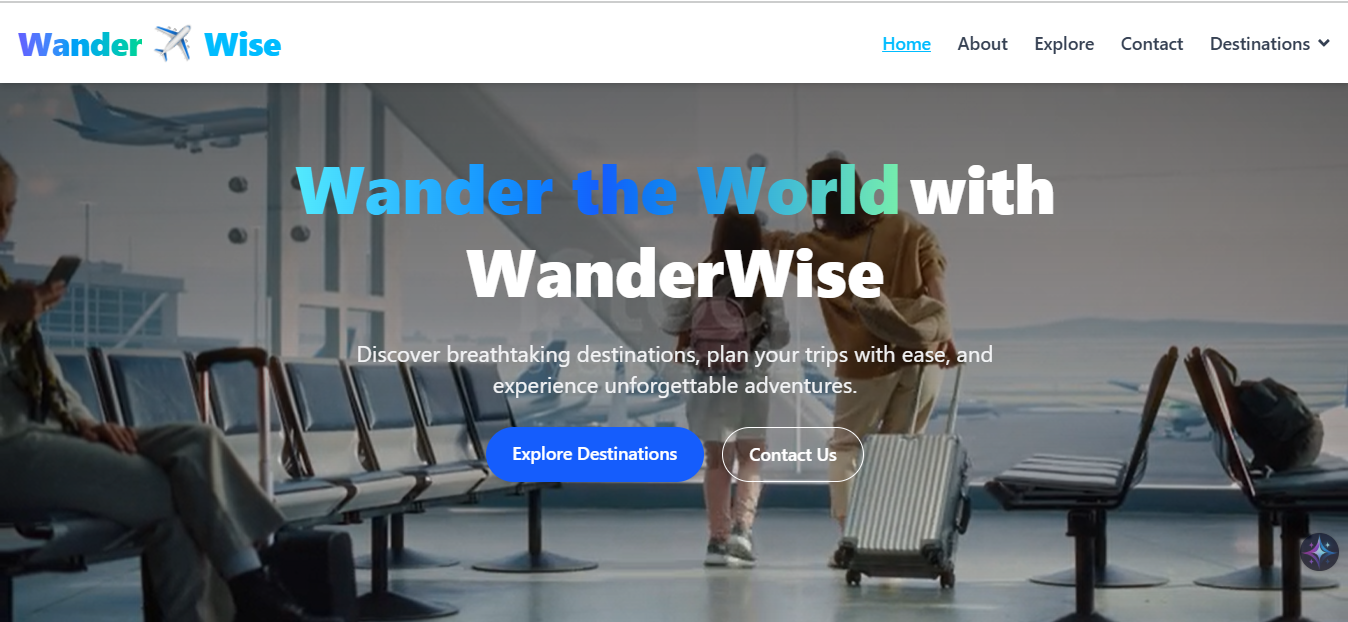 Wander ✈️ Wise
Home About Explore Contact Destinations
Wander the World with
WanderWise
Discover breathtaking destinations, plan your trips with ease, and
experience unforgettable adventures.
Explore Destinations Contact Us